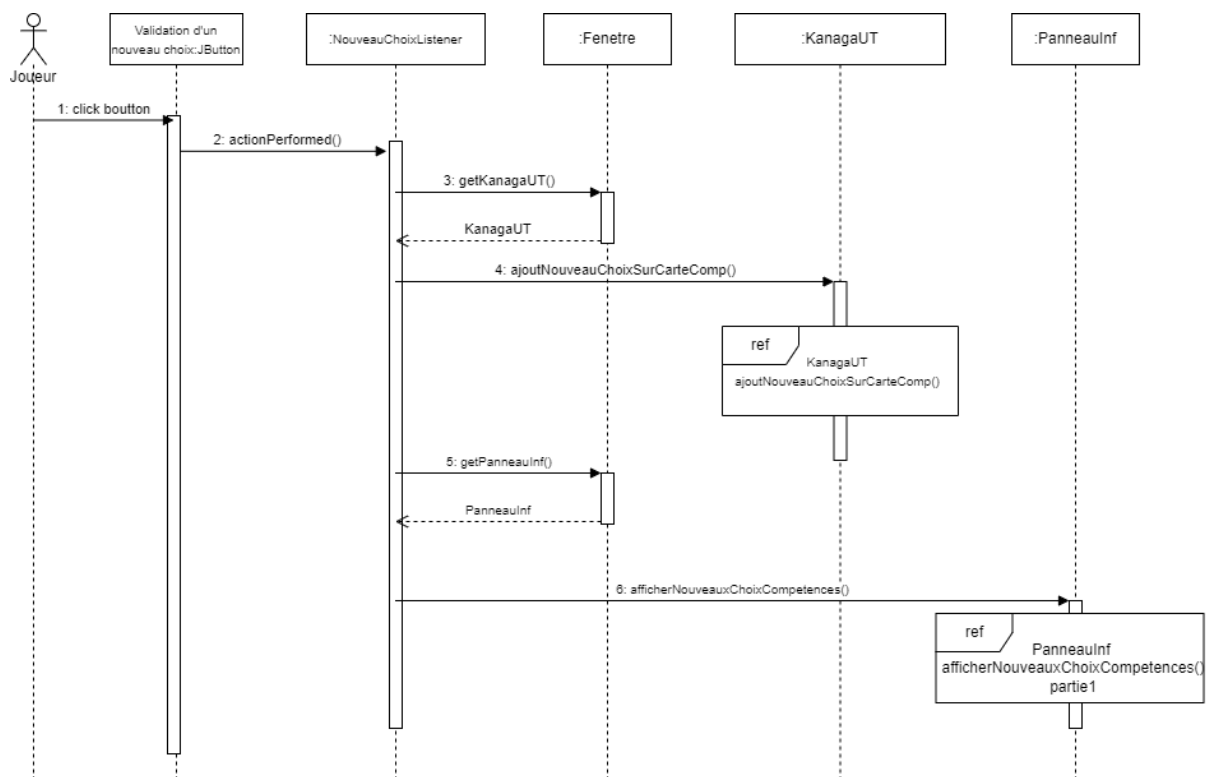 Validation d'un
nouveau choix:JButton
:NouveauChoixListener
:Fenetre
:KanagaUT
:PanneauInf
Joueur
1: click boutton
2: actionPerformed()
3: getKanagaUT()
KanagaUT
4: ajoutNouveauChoixSurCarteComp()
ref
KanagaUT
ajoutNouveauChoixSurCarteComp()
5: getPanneauInf()
PanneauInf
6: afficherNouveauxChoixCompetences()
ref
PanneauInf
afficherNouveauxChoixCompetences()
partie1